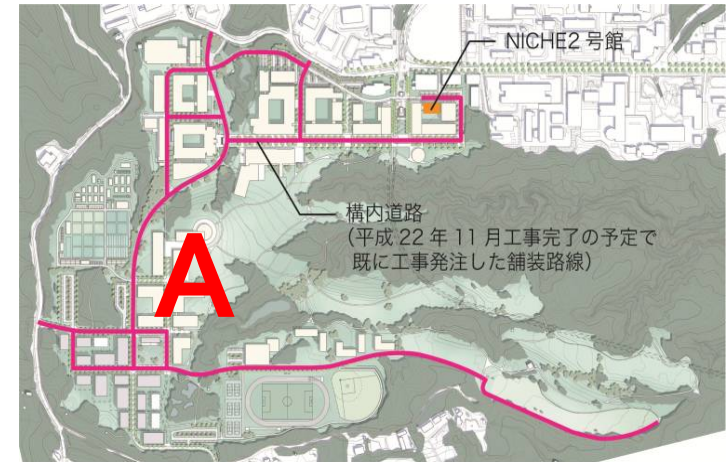 NICHE2 号館
構内道路
(平成 22 年 11 月工事完了の予定で
既に工事発注した舗装路線)
A